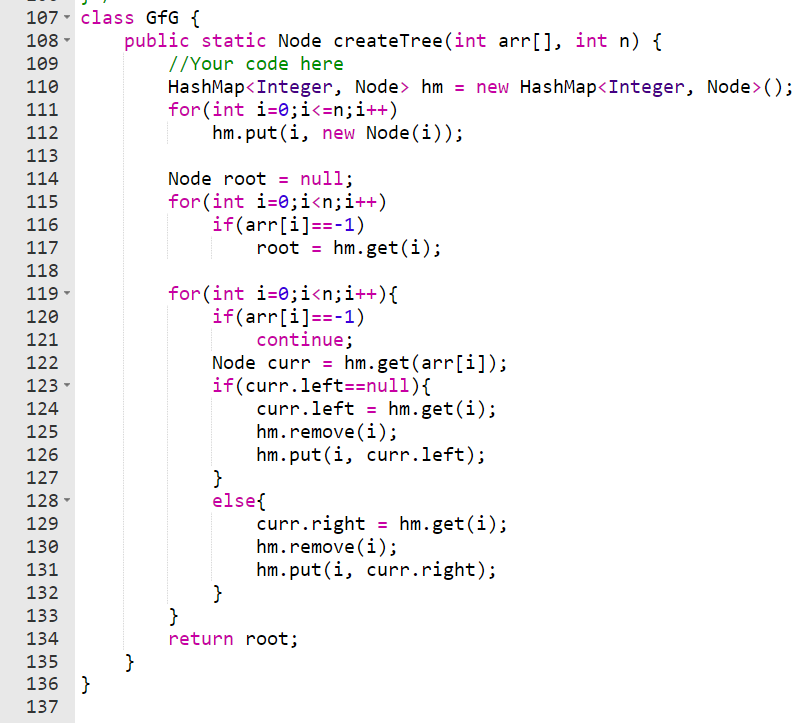 107 class GfG {
108     public static Node createTree(int arr[], int n) {
109         //Your code here
110         HashMap<Integer, Node> hm = new HashMap<Integer, Node>();
111         for(int i=0;i<=n;i++)
112             hm.put(i, new Node(i));
113
114         Node root = null;
115         for(int i=0;i<n;i++)
116             if(arr[i]==-1)
117                 root = hm.get(i);
118
119         for(int i=0;i<n;i++){
120             if(arr[i]==-1)
121                 continue;
122             Node curr = hm.get(arr[i]);
123             if(curr.left==null){
124                 curr.left = hm.get(i);
125                 hm.remove(i);
126                 hm.put(i, curr.left);
127             }
128             else{
129                 curr.right = hm.get(i);
130                 hm.remove(i);
131                 hm.put(i, curr.right);
132             }
133         }
134         return root;
135     }
136 }
137